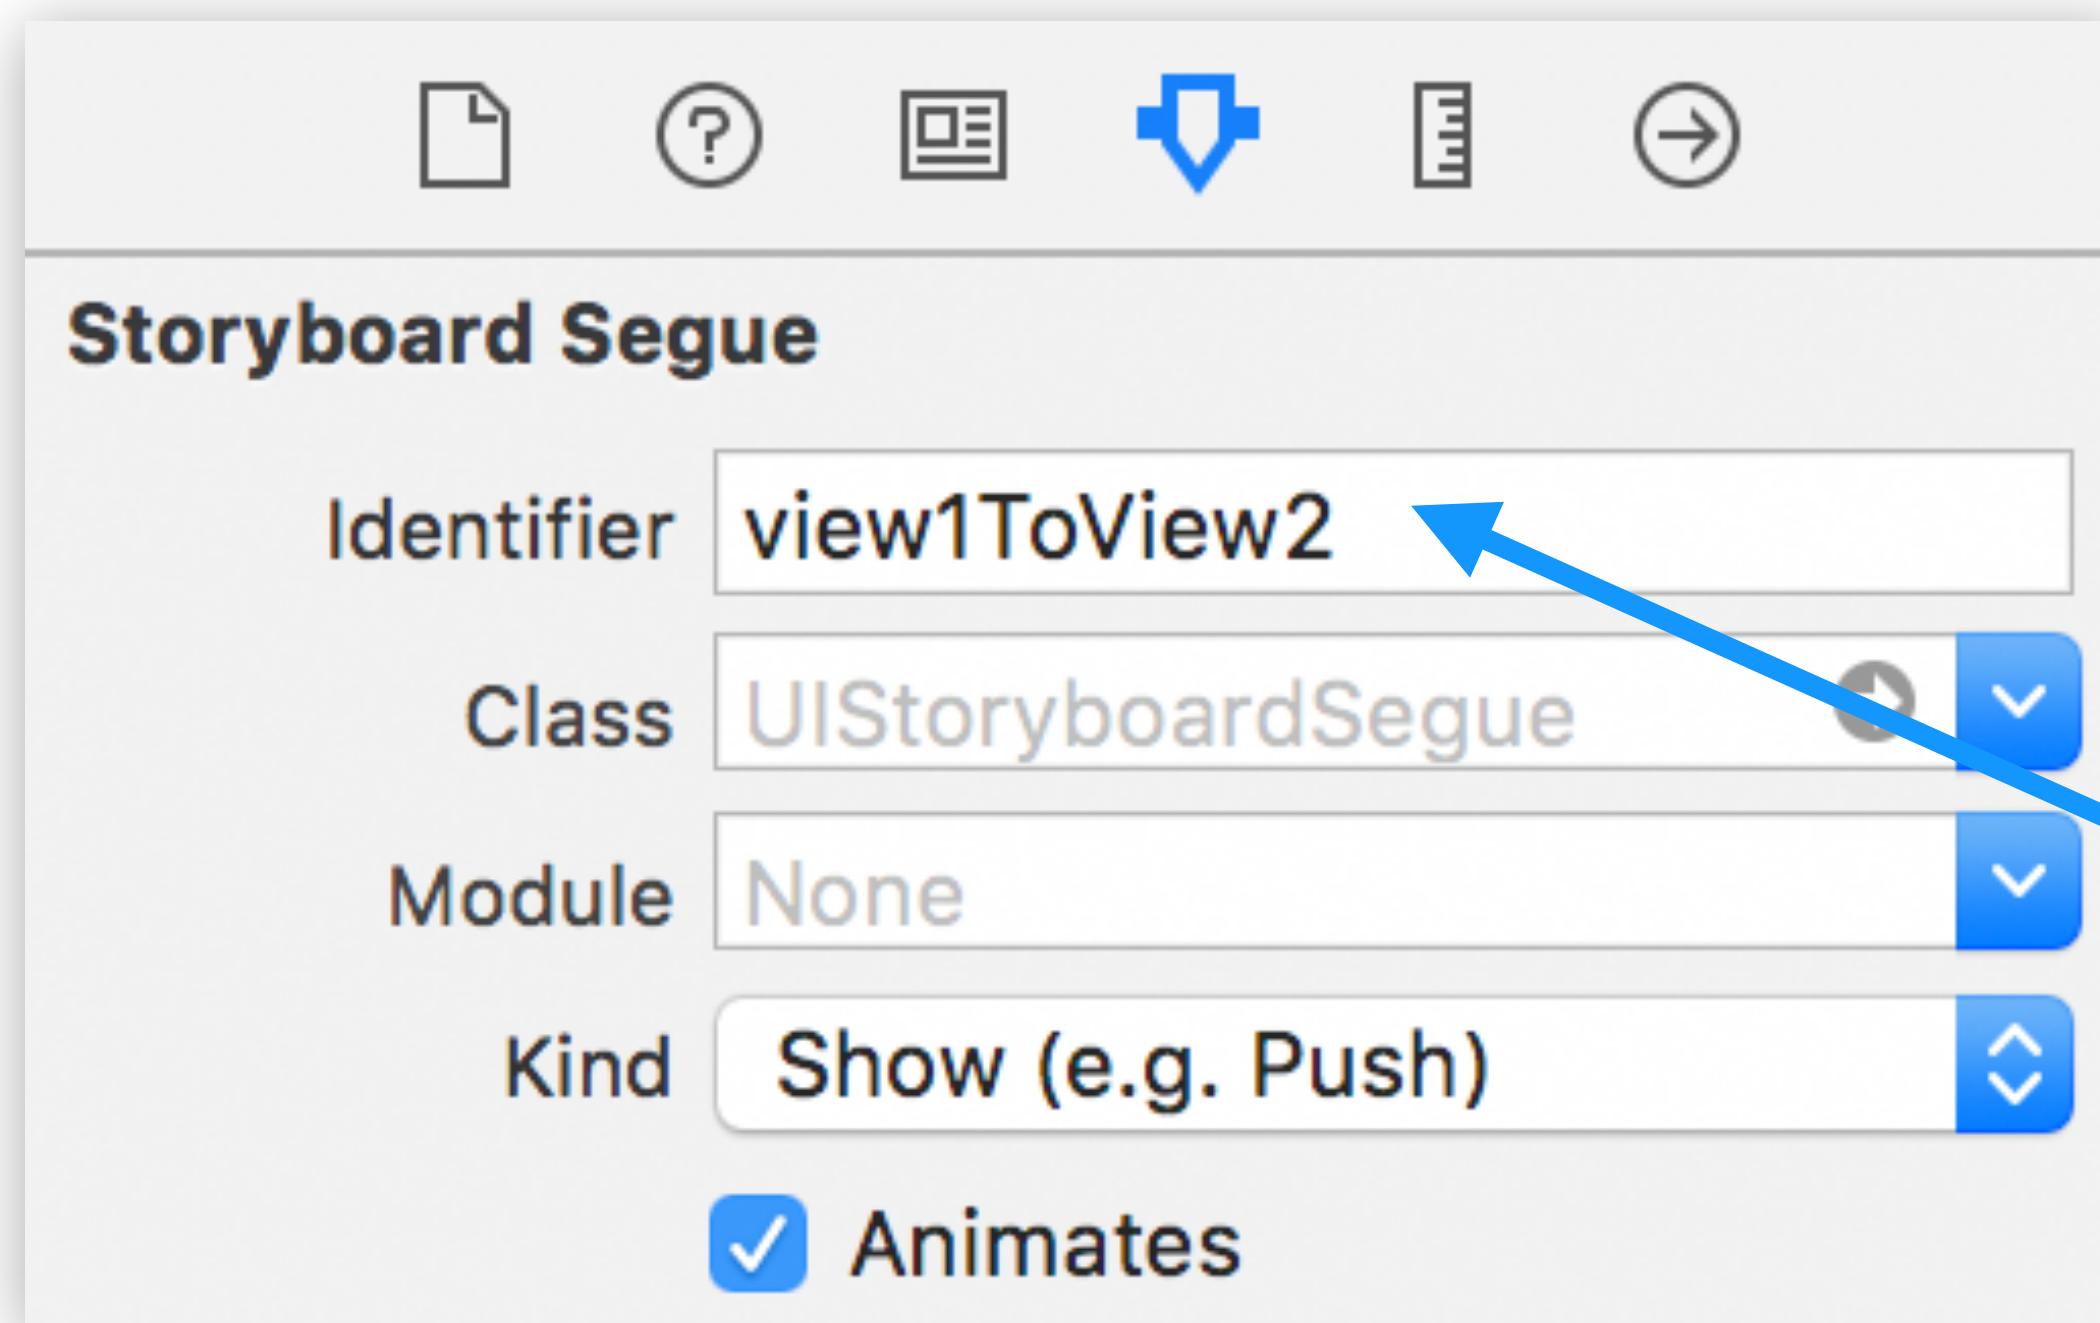 Storyboard Segue
Identifier view1ToView2
Class UIStoryboardSegue
Module None
Kind Show (e.g. Push)
Animates